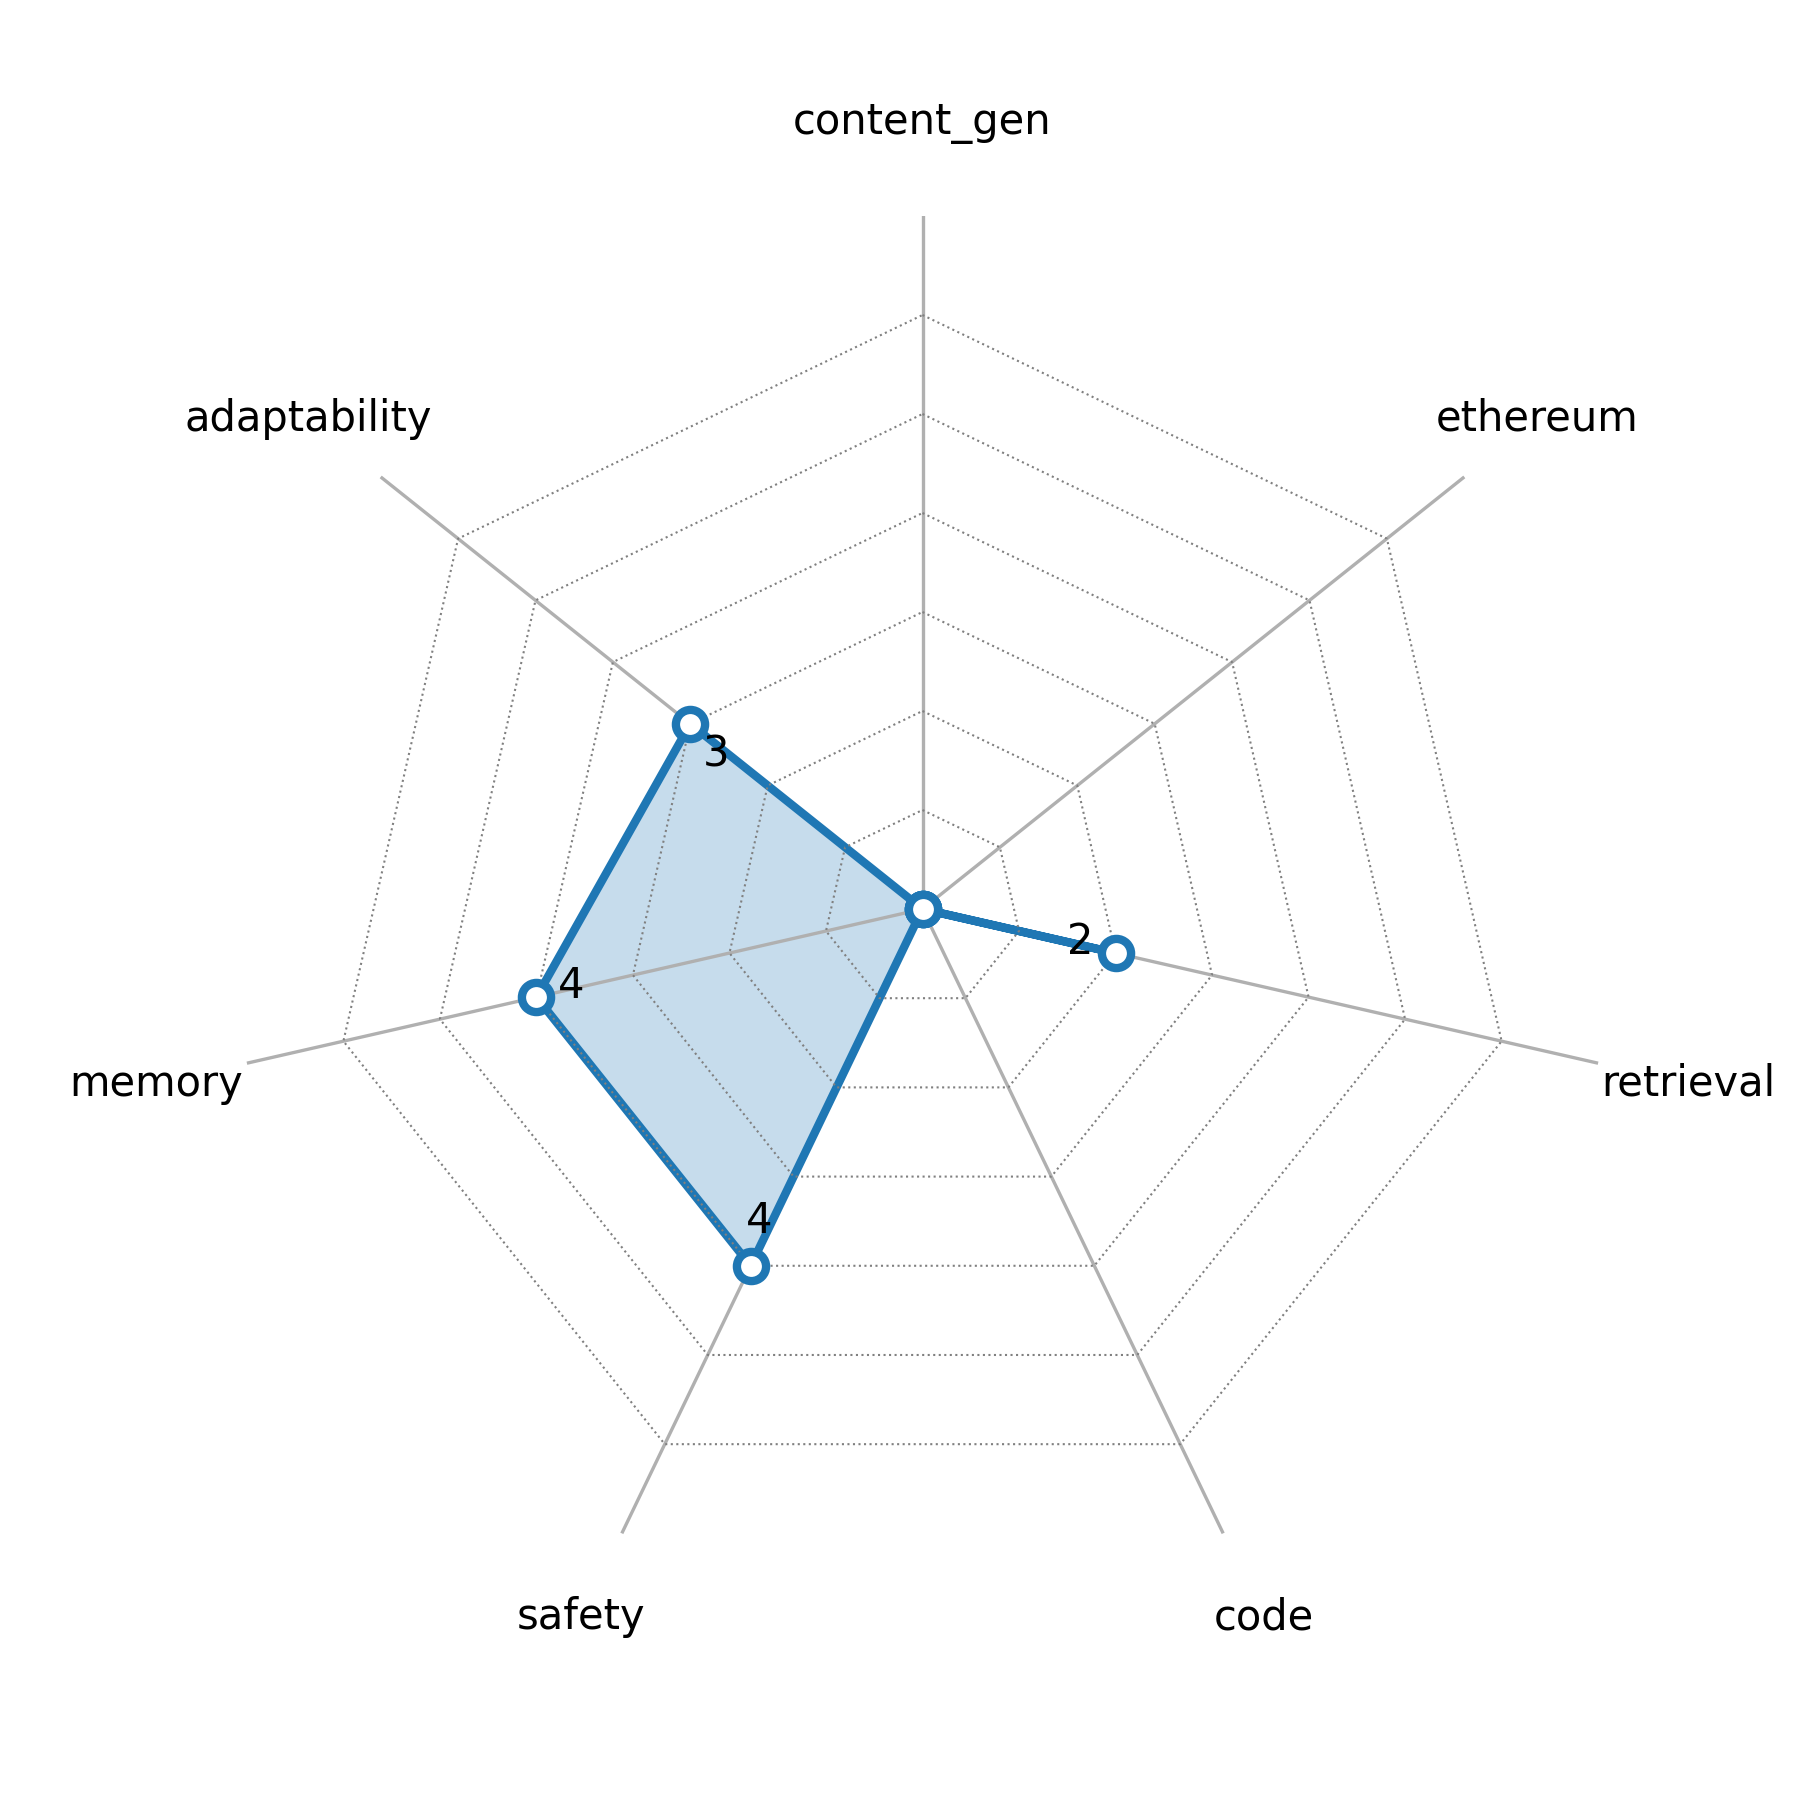 content_gen
adaptability
ethereum
3
2
4
memory
retrieval
4
safety
code